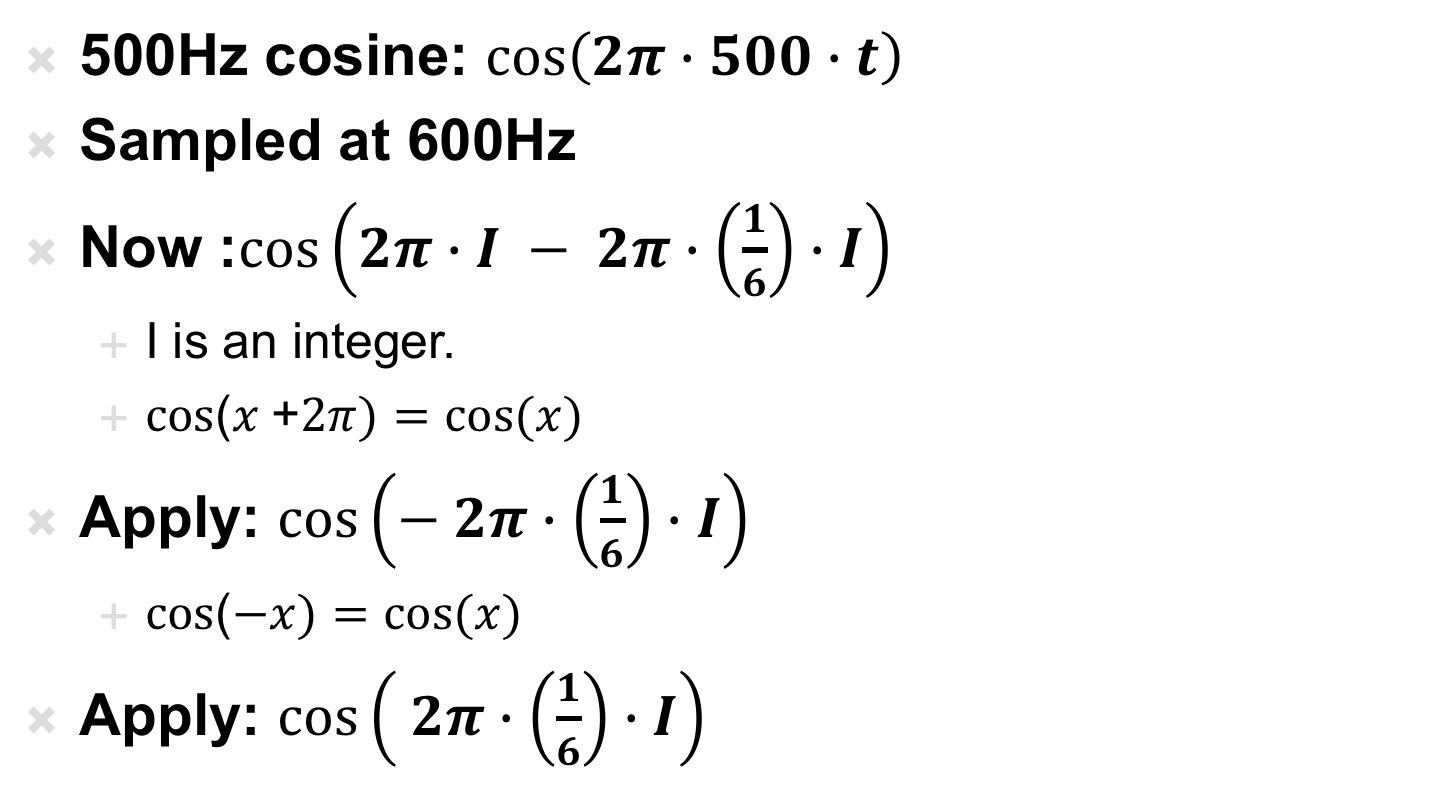 × 500Hz cosine: cos(2π · 500 · t)
× Sampled at 600Hz
× Now :cos(2π · I − 2π · (1/6) · I)
+ I is an integer.
+ cos(x +2π) = cos(x)
× Apply: cos(− 2π · (1/6) · I)
+ cos(−x) = cos(x)
× Apply: cos( 2π · (1/6) · I)